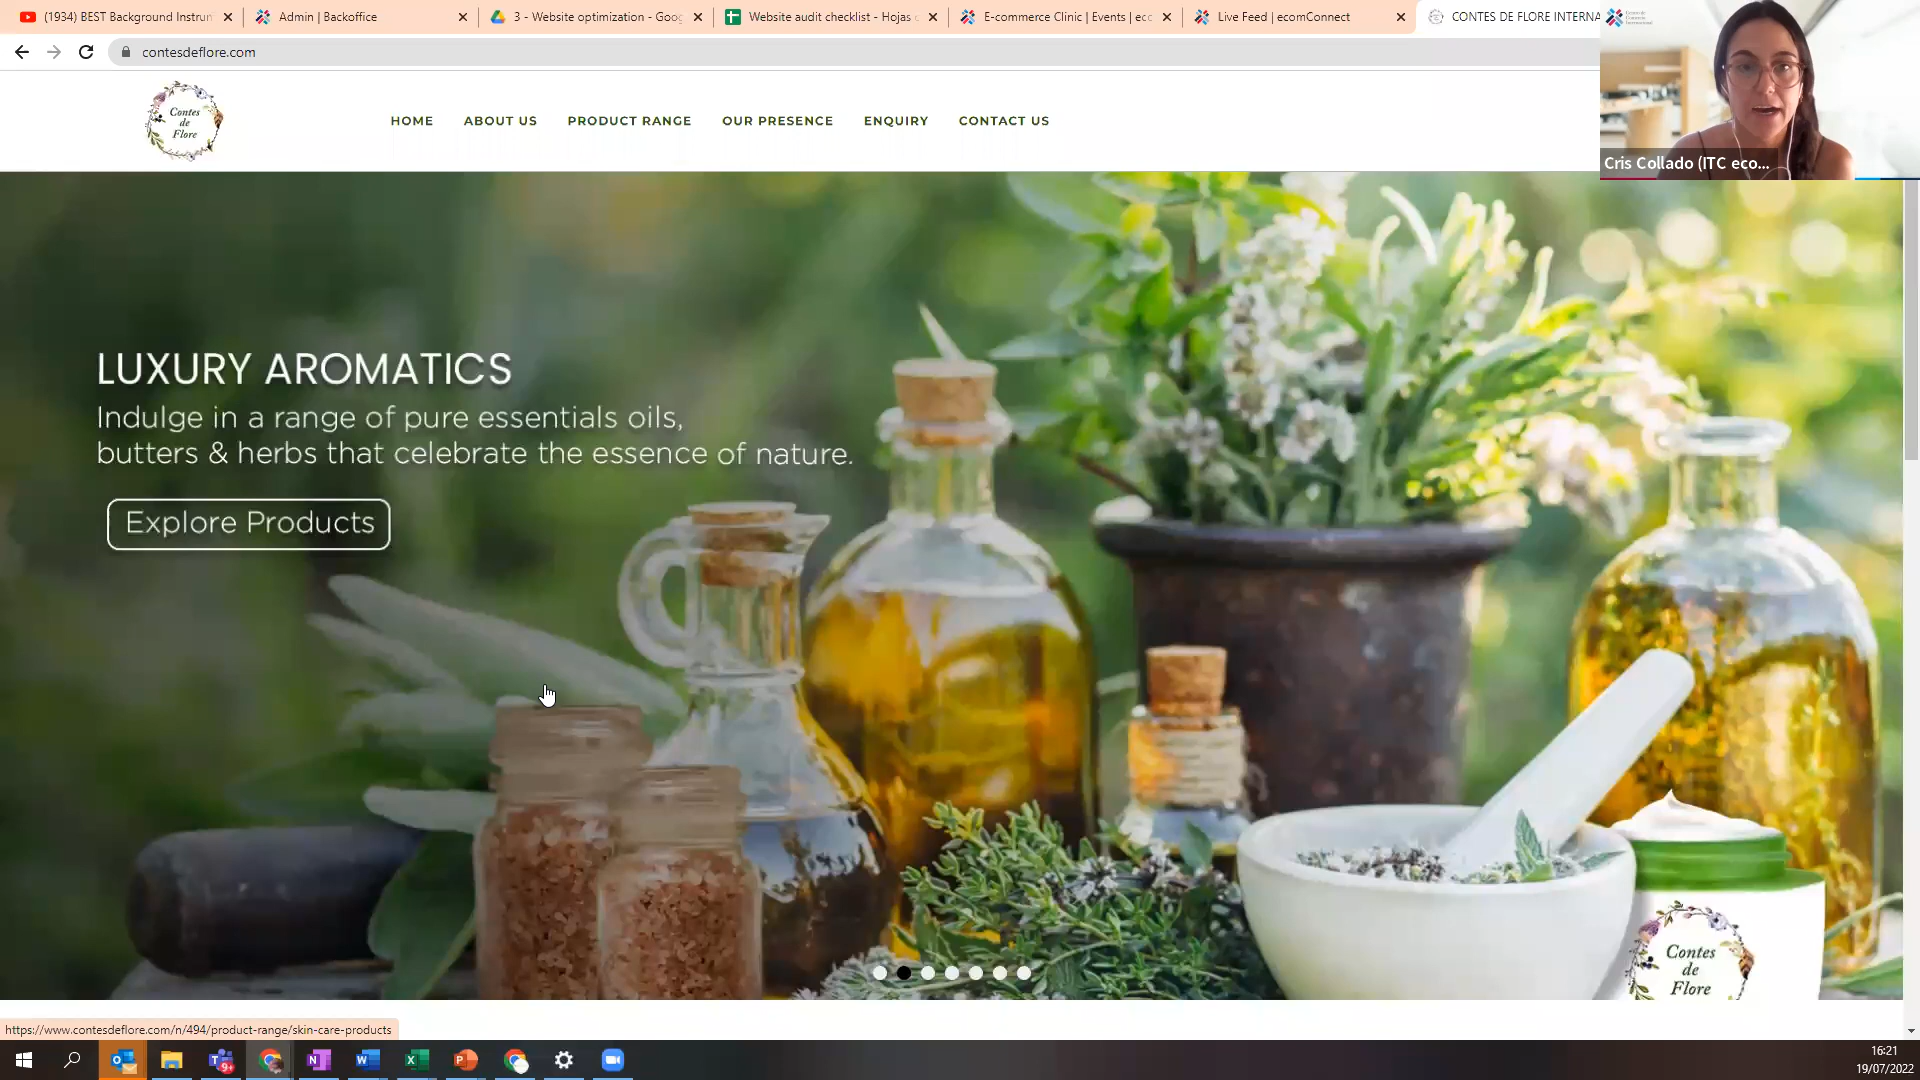 (1934) BEST Background Instrum
Admin | Backoffice
3 - Website optimization - Goog
Website audit checklist - Hojas
E-commerce Clinic | Events | ec
Live Feed | ecomConnect
CONTES DE FLORE INTERNA
contesdeflore.com
Contes
de
Flore
HOME
ABOUT US
PRODUCT RANGE
OUR PRESENCE
ENQUIRY
CONTACT US
Cris Collado (ITC eco...
LUXURY AROMATICS
Indulge in a range of pure essentials oils,
butters & herbs that celebrate the essence of nature.
Explore Products
Contes
de
Flore
https://www.contesdeflore.com/n/494/product-range/skin-care-products
9+
16:21
19/07/2022